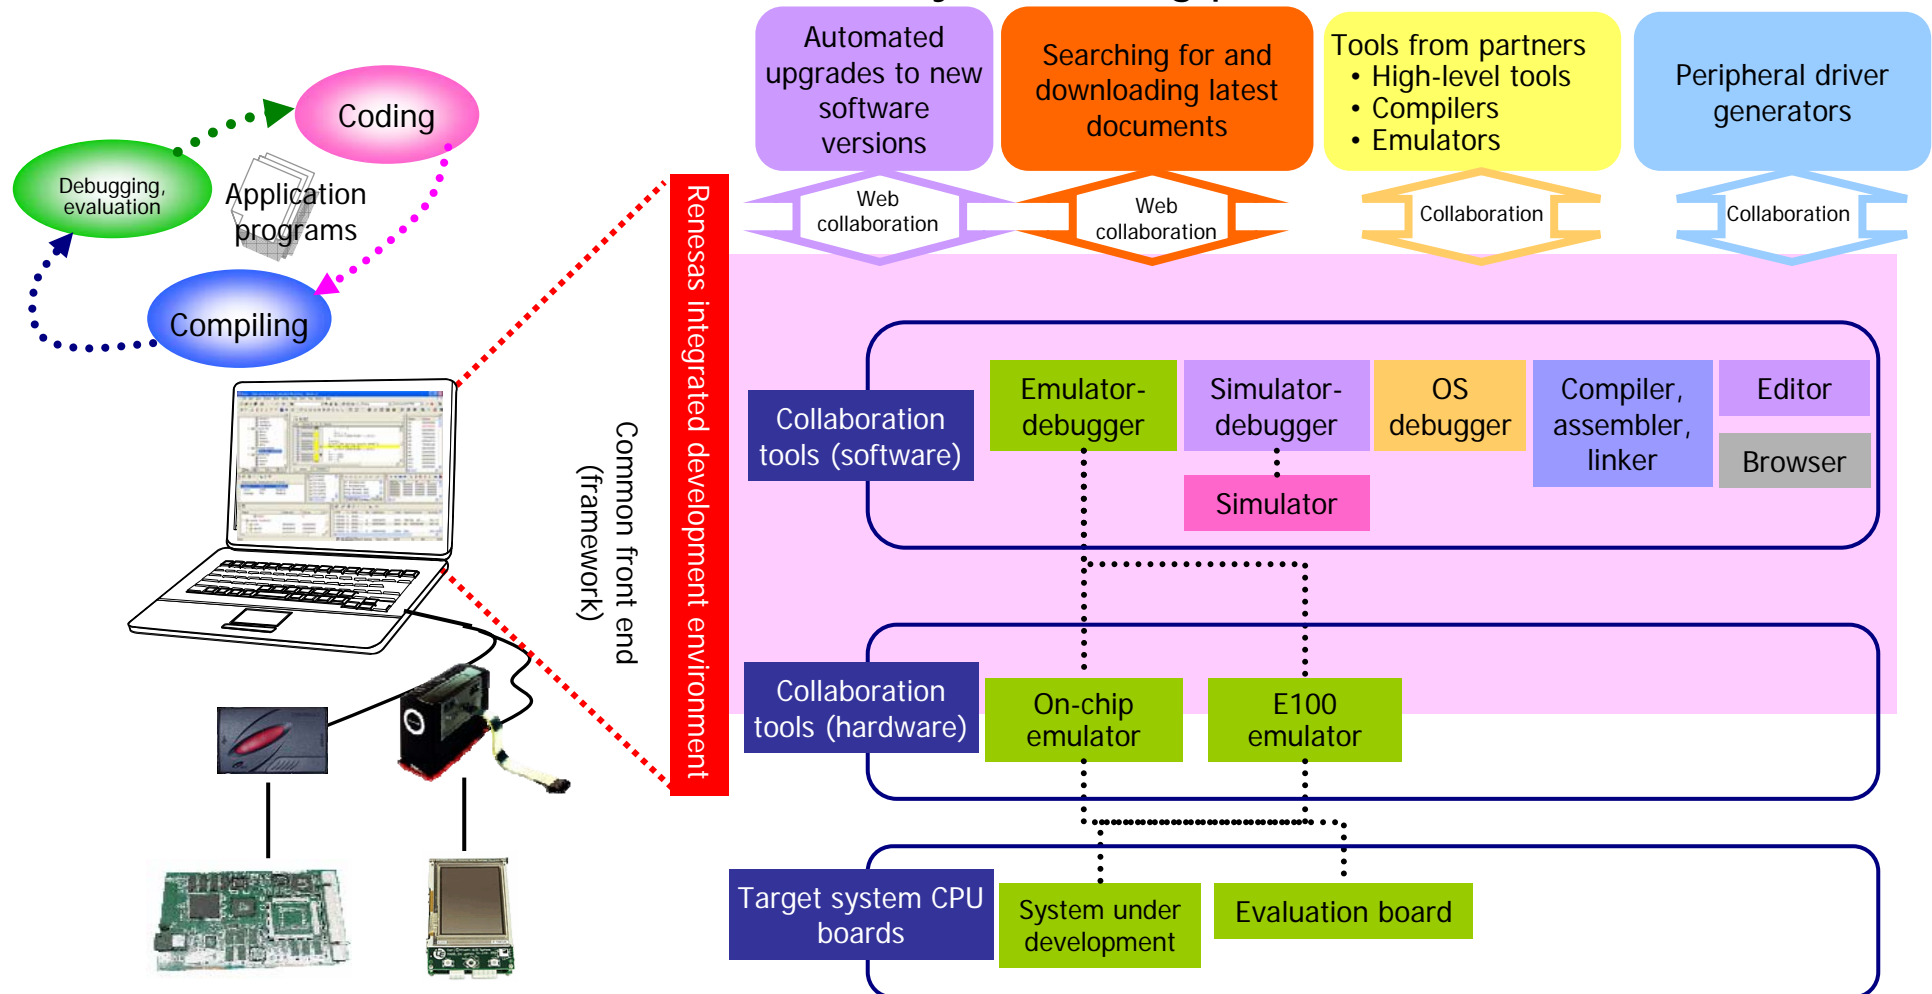 Automated
upgrades to new
software
versions
Searching for and
downloading latest
documents
Tools from partners
• High-level tools
• Compilers
• Emulators
Peripheral driver
generators
Web
collaboration
Web
collaboration
Collaboration
Collaboration
Coding
Debugging,
evaluation
Application
programs
Compiling
Renesas integrated development environment
Common front end
(framework)
Collaboration
tools (software)
Emulator-
debugger
Simulator-
debugger
OS
debugger
Compiler,
assembler,
linker
Editor
Browser
Simulator
Collaboration
tools (hardware)
On-chip
emulator
E100
emulator
Target system CPU
boards
System under
development
Evaluation board